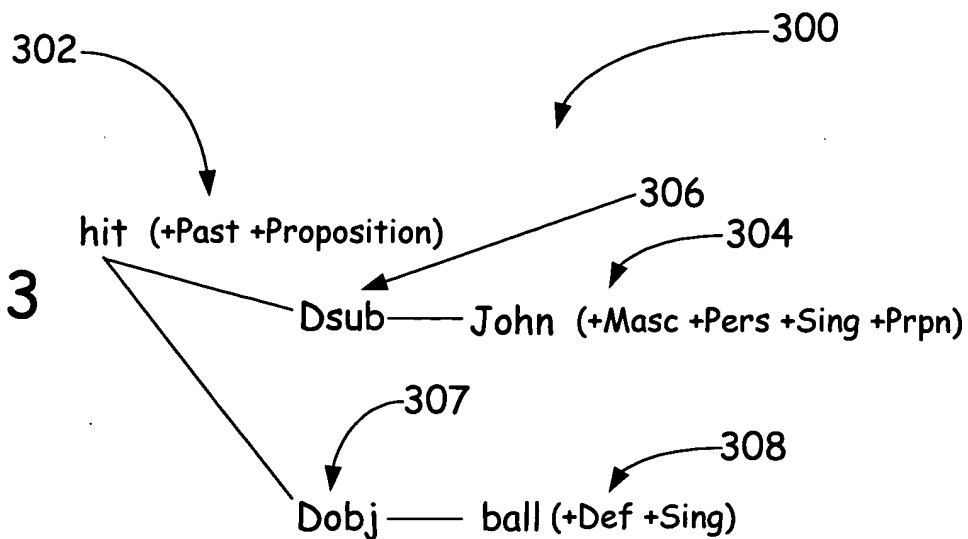 302
300
306
hit (+Past +Proposition)
304
3
Dsub John (+Masc +Pers +Sing +Prpn)
307
308
Dobj ball (+Def +Sing)